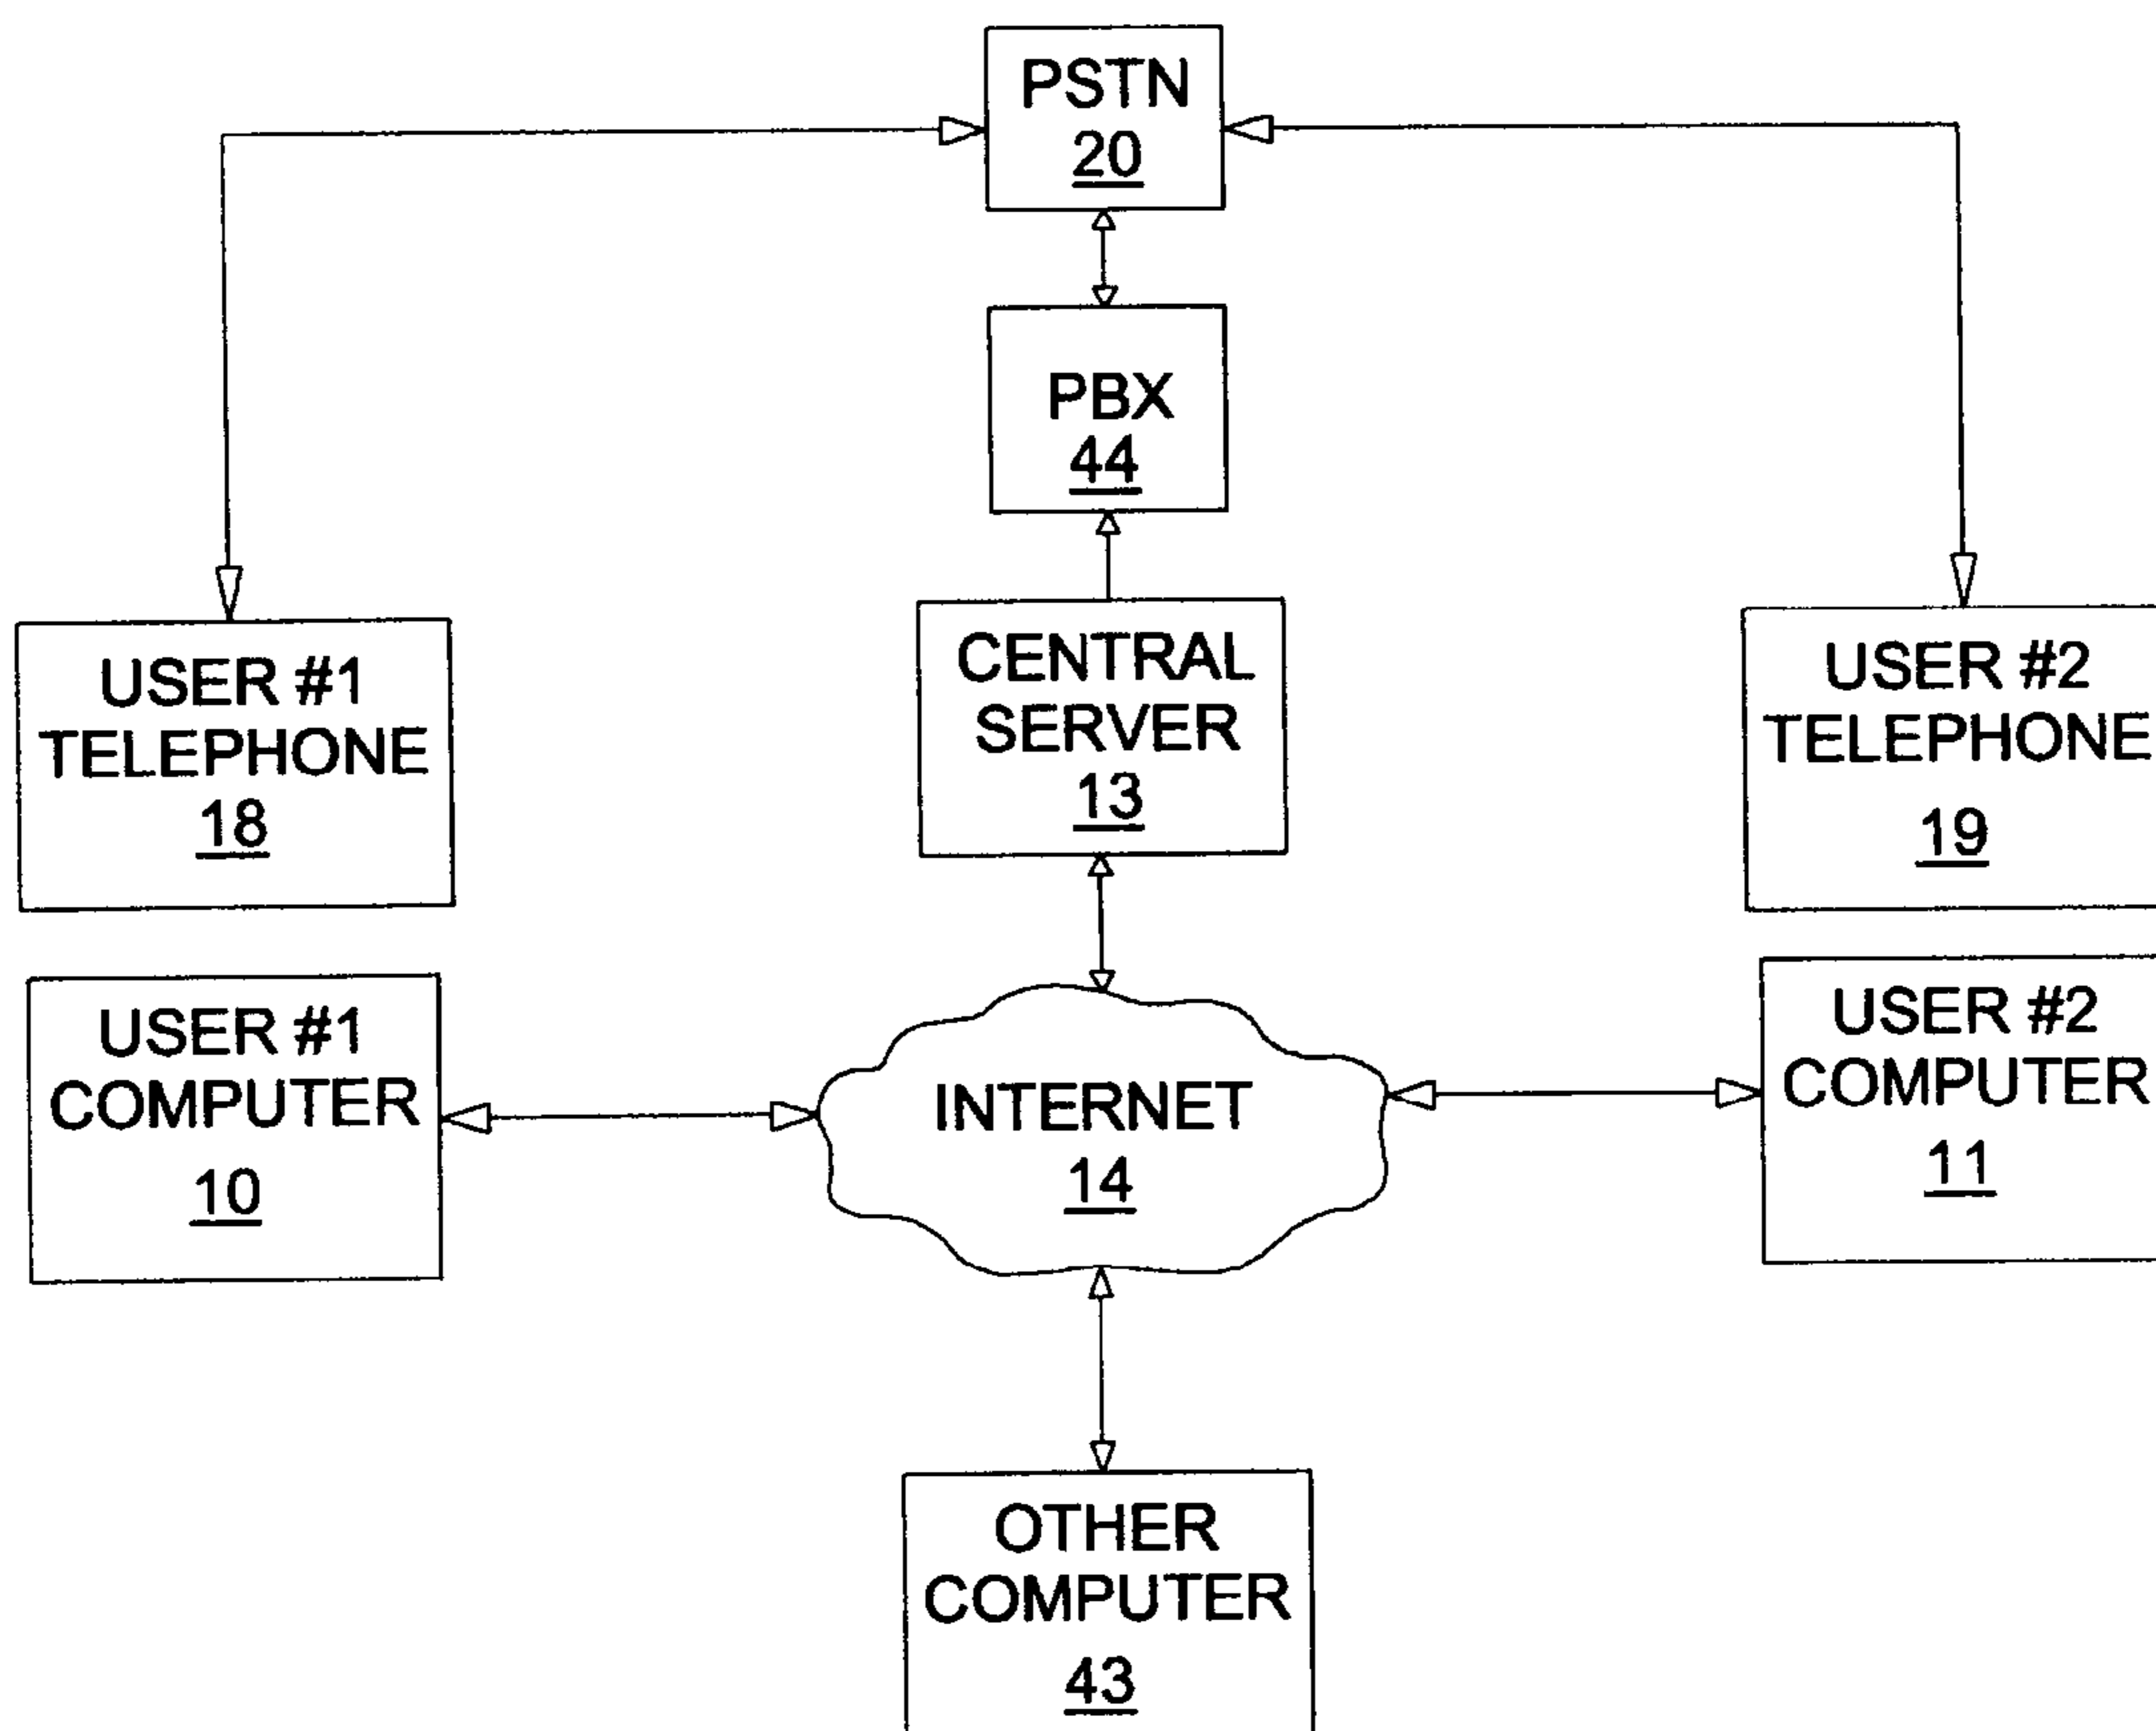 PSTN
20
PBX
44
USER #1
TELEPHONE
18
CENTRAL
SERVER
13
USER #2
TELEPHONE
19
USER #1
COMPUTER
10
INTERNET
14
USER #2
COMPUTER
11
OTHER
COMPUTER
43